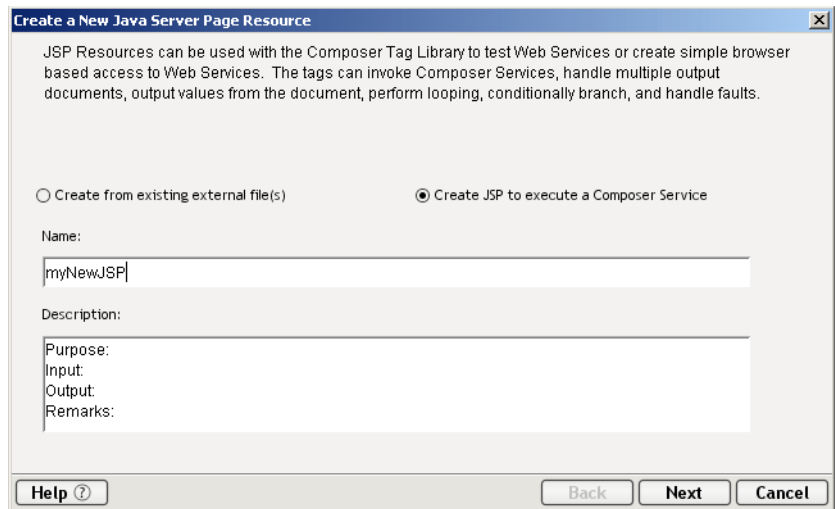 Create a New Java Server Page Resource
JSP Resources can be used with the Composer Tag Library to test Web Services or create simple browser
based access to Web Services. The tags can invoke Composer Services, handle multiple output
documents, output values from the document, perform looping, conditionally branch, and handle faults.
Create from existing external file(s) Create JSP to execute a Composer Service
Name:
myNewJSP
Description:
Purpose:
Input:
Output:
Remarks:
Help ? Back Next Cancel